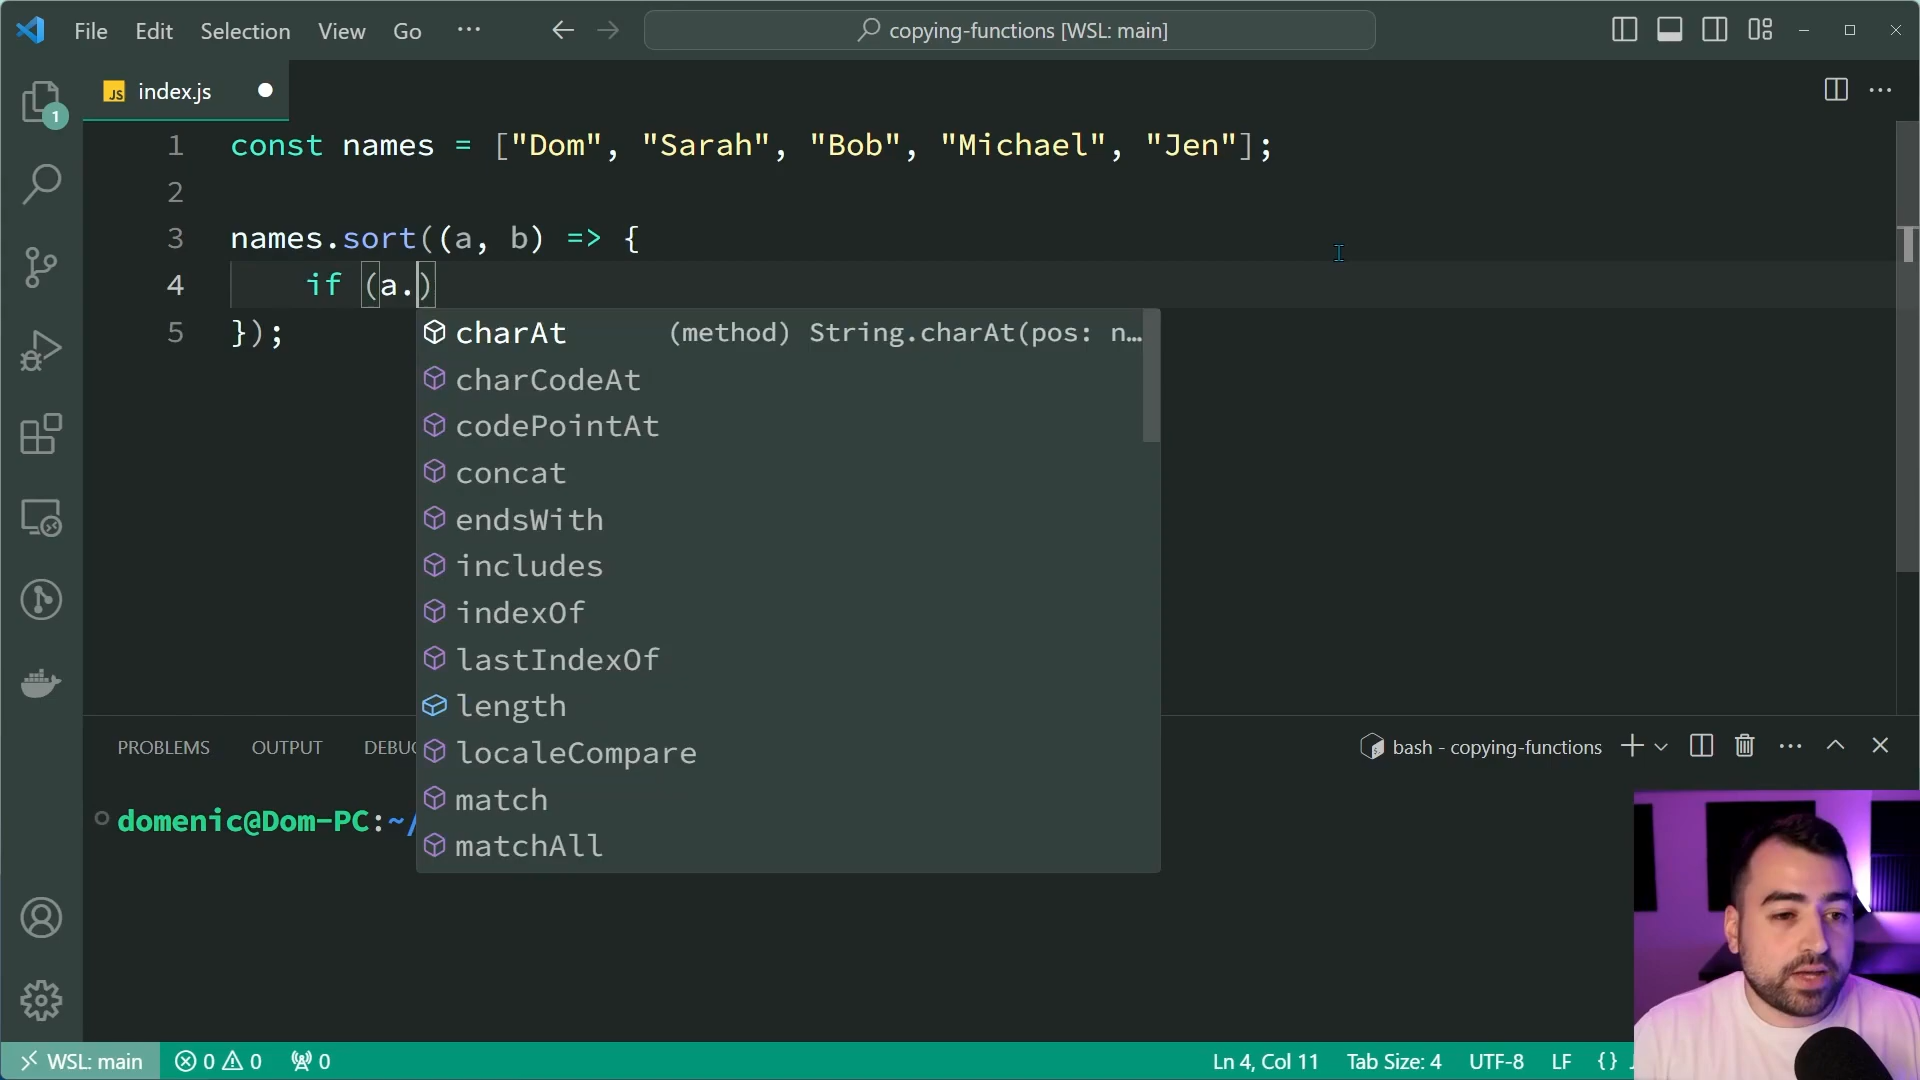 File Edit Selection View Go ··· copying-functions [WSL: main]
1
JS index.js
1 const names = ["Dom", "Sarah", "Bob", "Michael", "Jen"];
2
3 names.sort((a, b) => {
4 if (a.)
5 });
charAt (method) String.charAt(pos: n…
charCodeAt
codePointAt
concat
endsWith
includes
indexOf
lastIndexOf
length
localeCompare
match
matchAll
PROBLEMS OUTPUT DEBUG bash - copying-functions
domenic@Dom-PC:~/
WSL: main 0 0 0 Ln 4, Col 11 Tab Size: 4 UTF-8 LF {}